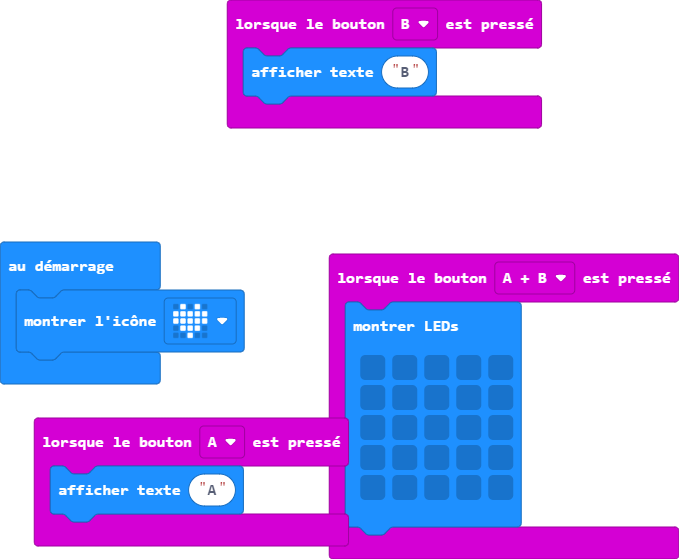 lorsque le bouton B est pressé
afficher texte "B"
au démarrage
montrer l'icône
lorsque le bouton A + B est pressé
montrer LEDs
lorsque le bouton A est pressé
afficher texte "A"